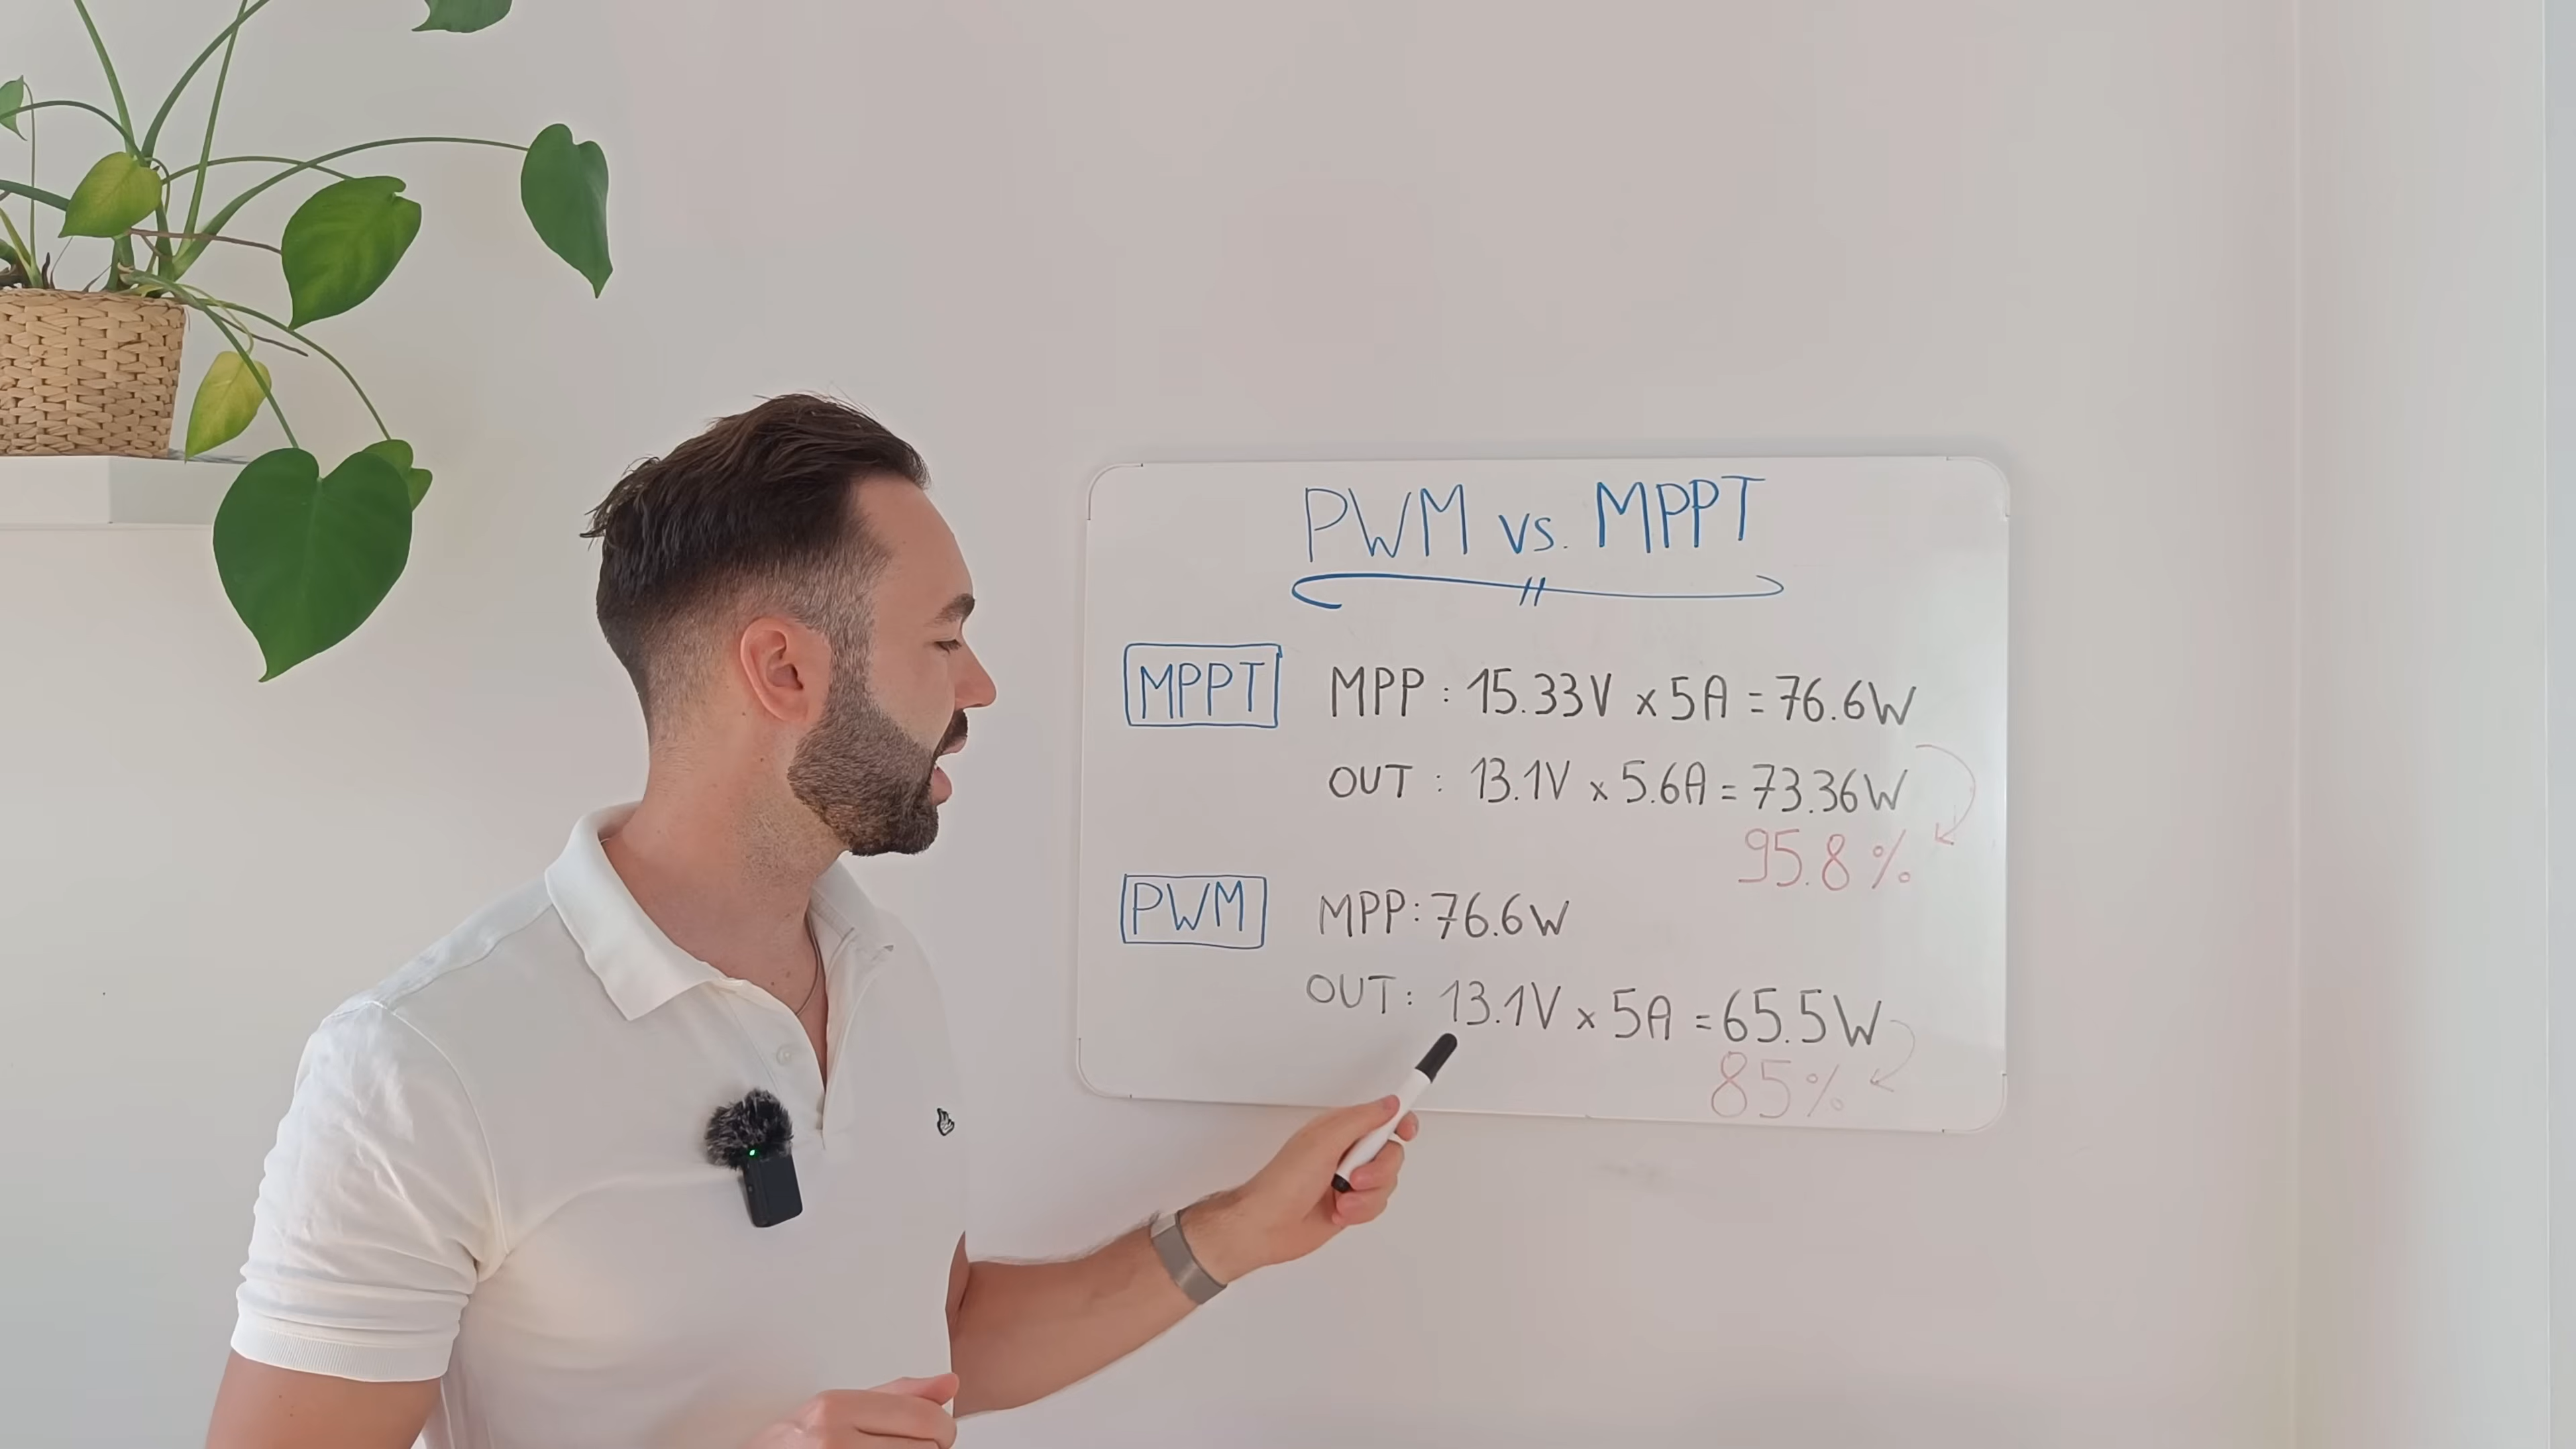 PWM vs. MPPT
MPPT MPP : 15.33V x 5A = 76.6W
OUT : 13.1V x 5.6A = 73.36W
95.8%
PWM MPP: 76.6W
OUT: 13.1V x 5A = 65.5W
85%